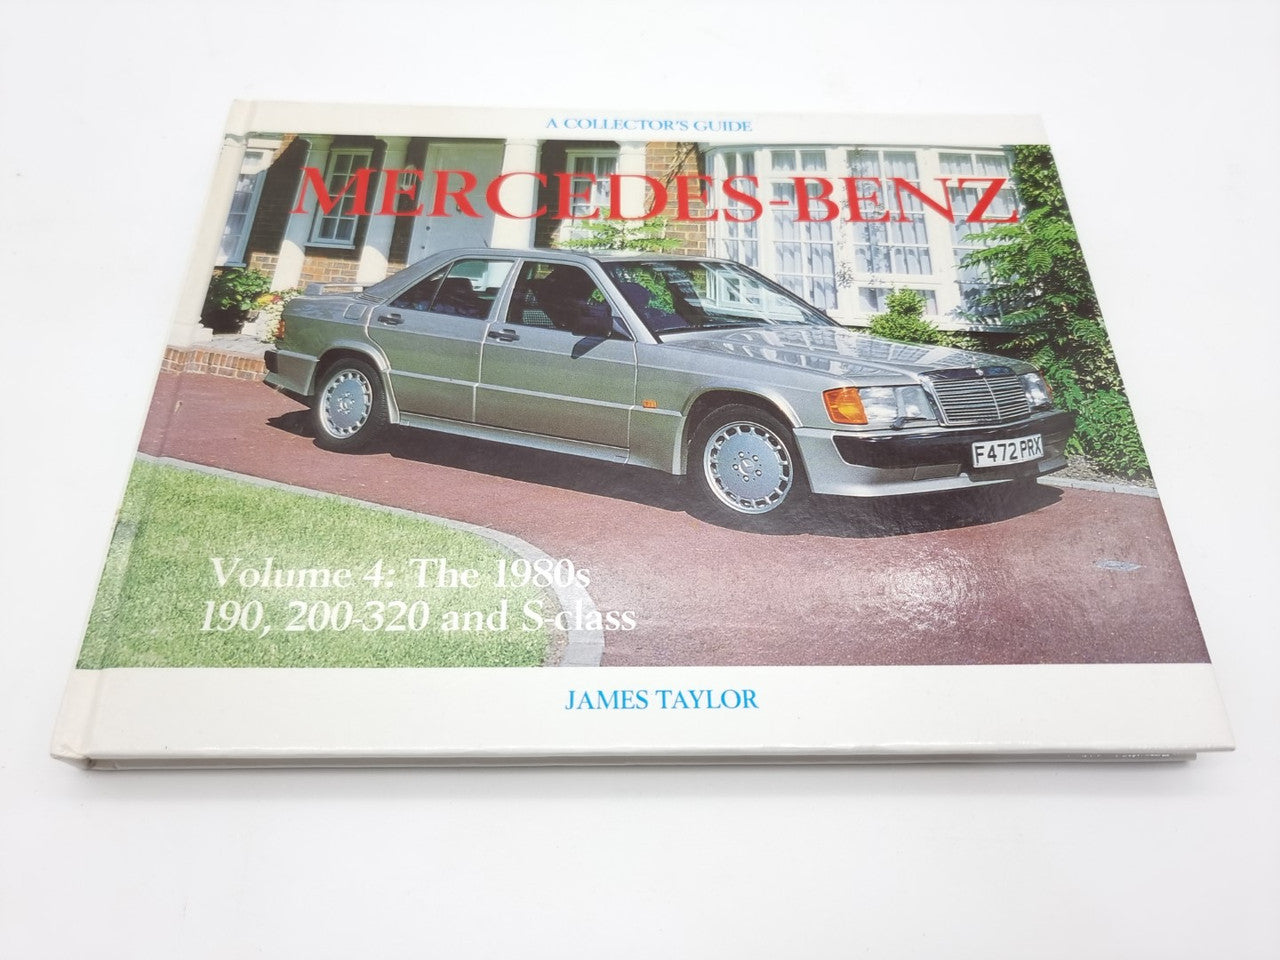 A COLLECTOR'S GUIDE
MERCEDES-BENZ
F472 PRX
Volume 4: The 1980s
190, 200-320 and S-class
JAMES TAYLOR